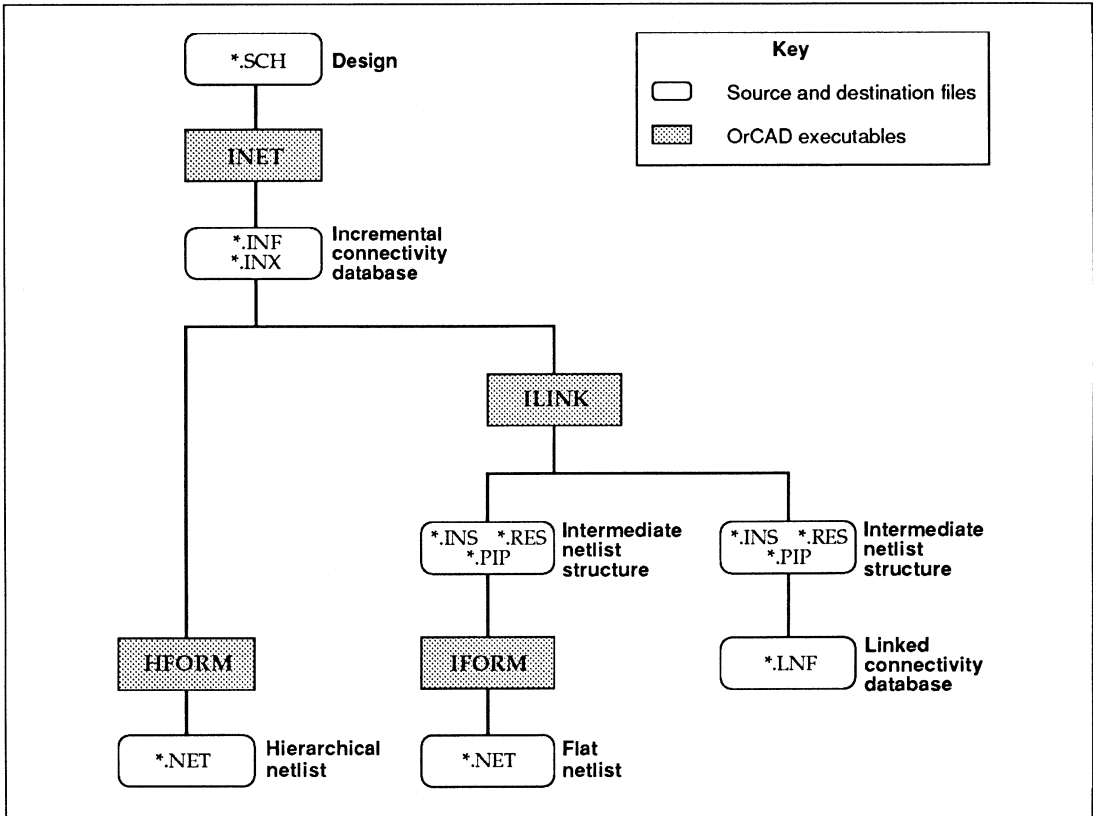 *.SCH
Design
Key
Source and destination files
OrCAD executables
INET
*.INF
*.INX
Incremental
connectivity
database
ILINK
*.INS *.RES
*.PIP
Intermediate
netlist
structure
*.INS *.RES
*.PIP
Intermediate
netlist
structure
HFORM
IFORM
*.LNF
Linked
connectivity
database
*.NET
Hierarchical
netlist
*.NET
Flat
netlist